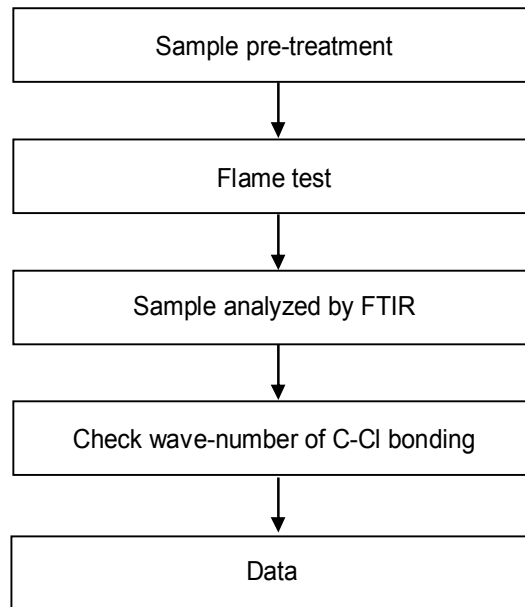 Sample pre-treatment
Flame test
Sample analyzed by FTIR
Check wave-number of C-Cl bonding
Data